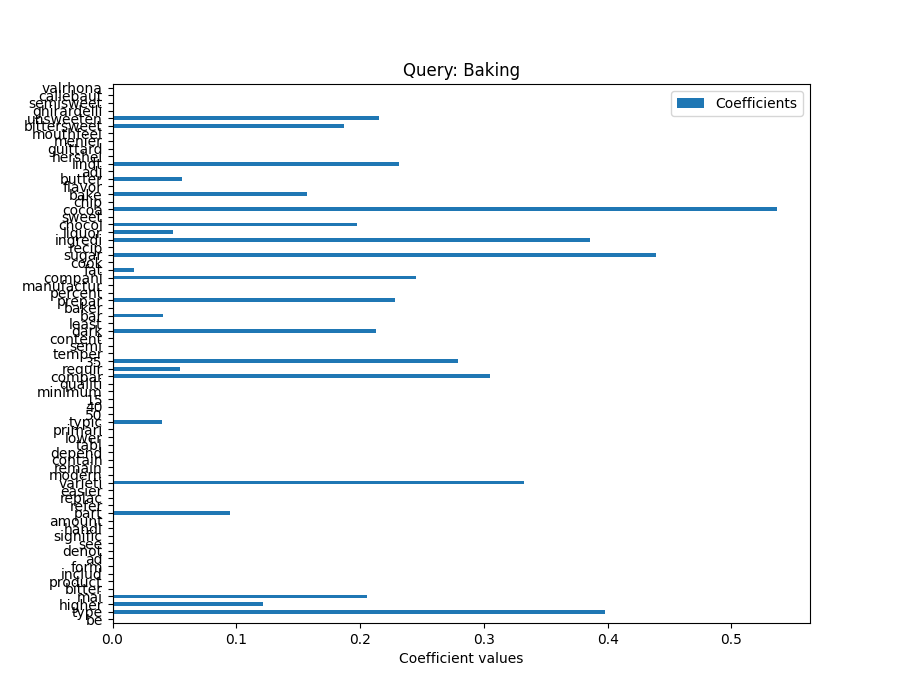 Query: Baking
Coefficients
valrhona
callebaut
semisweet
ghirardelli
unsweeten
bittersweet
mouthfeel
menier
guittard
hershei
lindt
adj
butter
flavor
bake
chip
cocoa
sweet
chocol
liquor
ingredi
recip
sugar
cook
fat
compani
manufactur
percent
prepar
baker
bar
least
dark
content
semi
temper
35
requir
compar
qualiti
minimum
15
40
50
typic
primari
lower
tabl
depend
contain
remain
modern
varieti
easier
replac
refer
part
amount
handl
signific
see
denot
ad
form
includ
product
bitter
mai
higher
type
be
0.0 0.1 0.2 0.3 0.4 0.5
Coefficient values